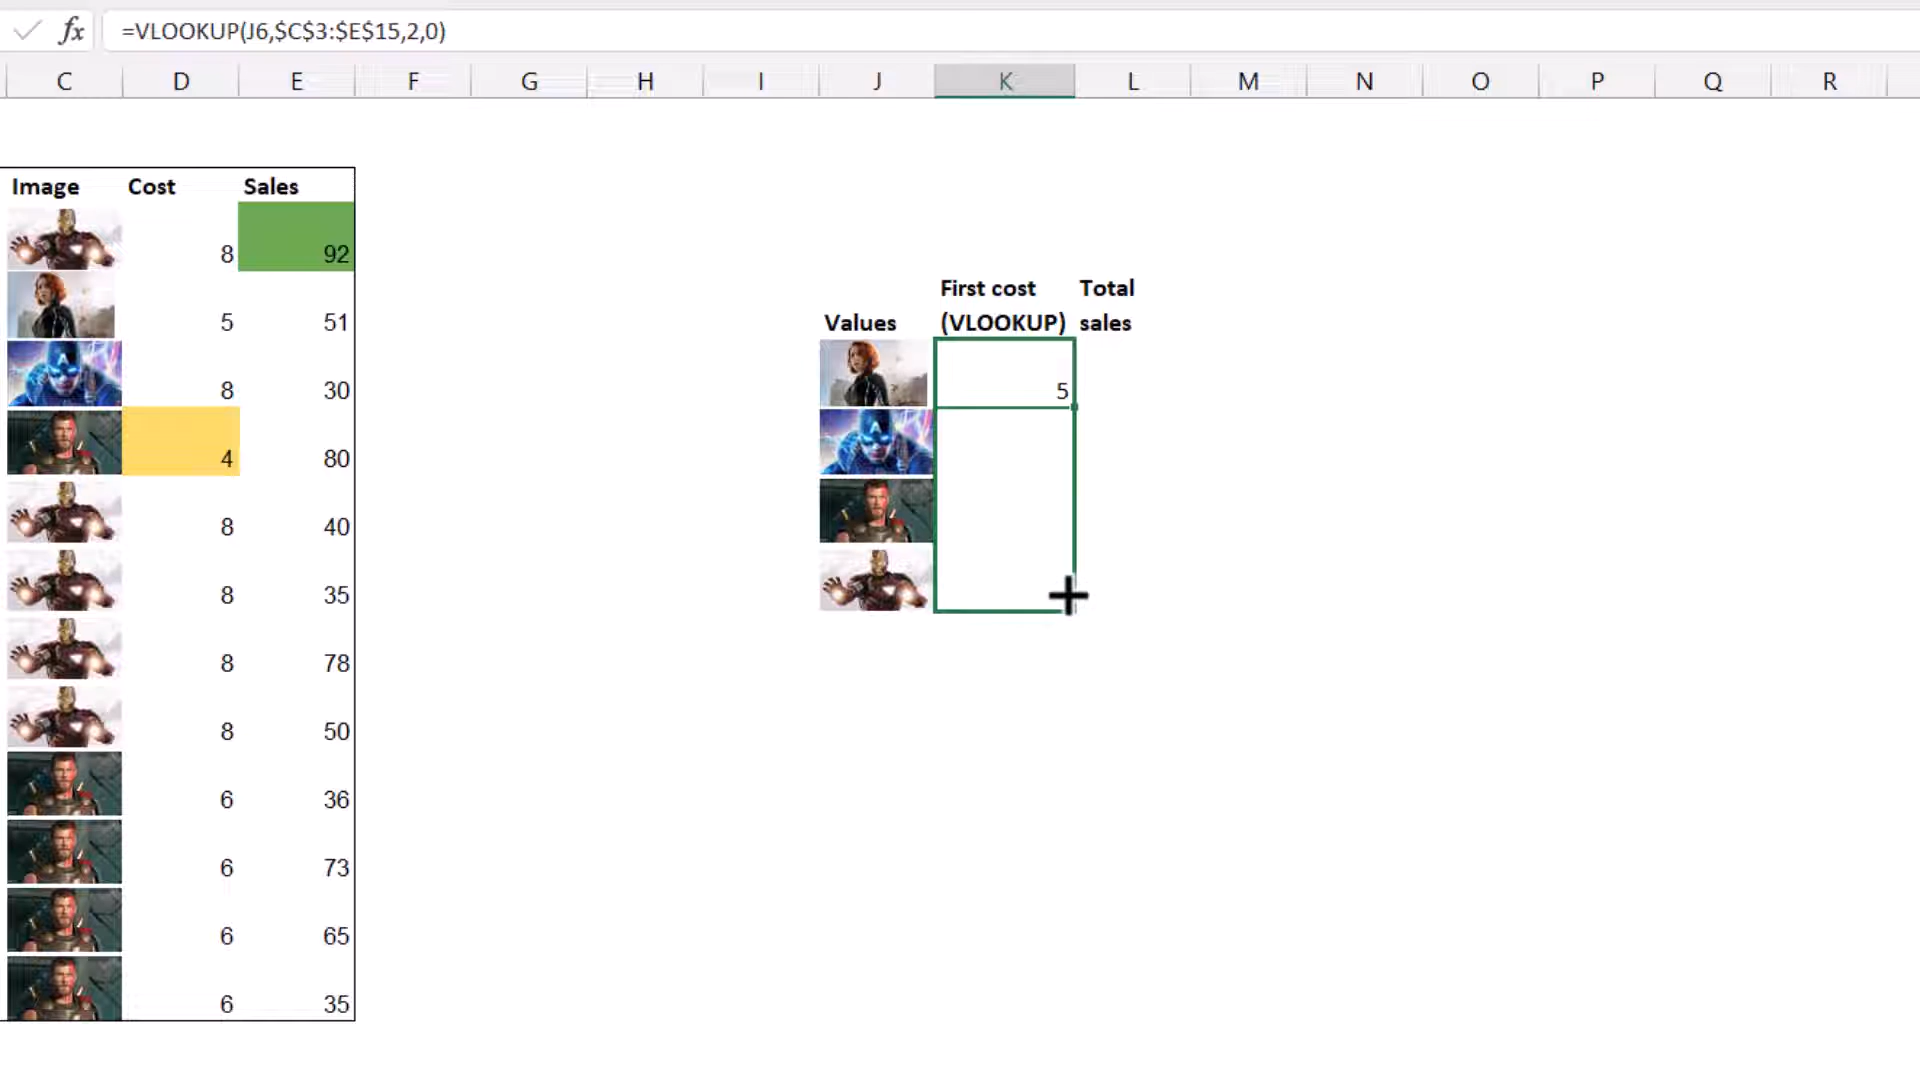 fx =VLOOKUP(J6,$C$3:$E$15,2,0)
C D E F G H I J K L M N O P Q R
Image Cost Sales
8 92
5 51
8 30
4 80
8 40
8 35
8 78
8 50
6 36
6 73
6 65
6 35
First cost Total
Values (VLOOKUP) sales
5